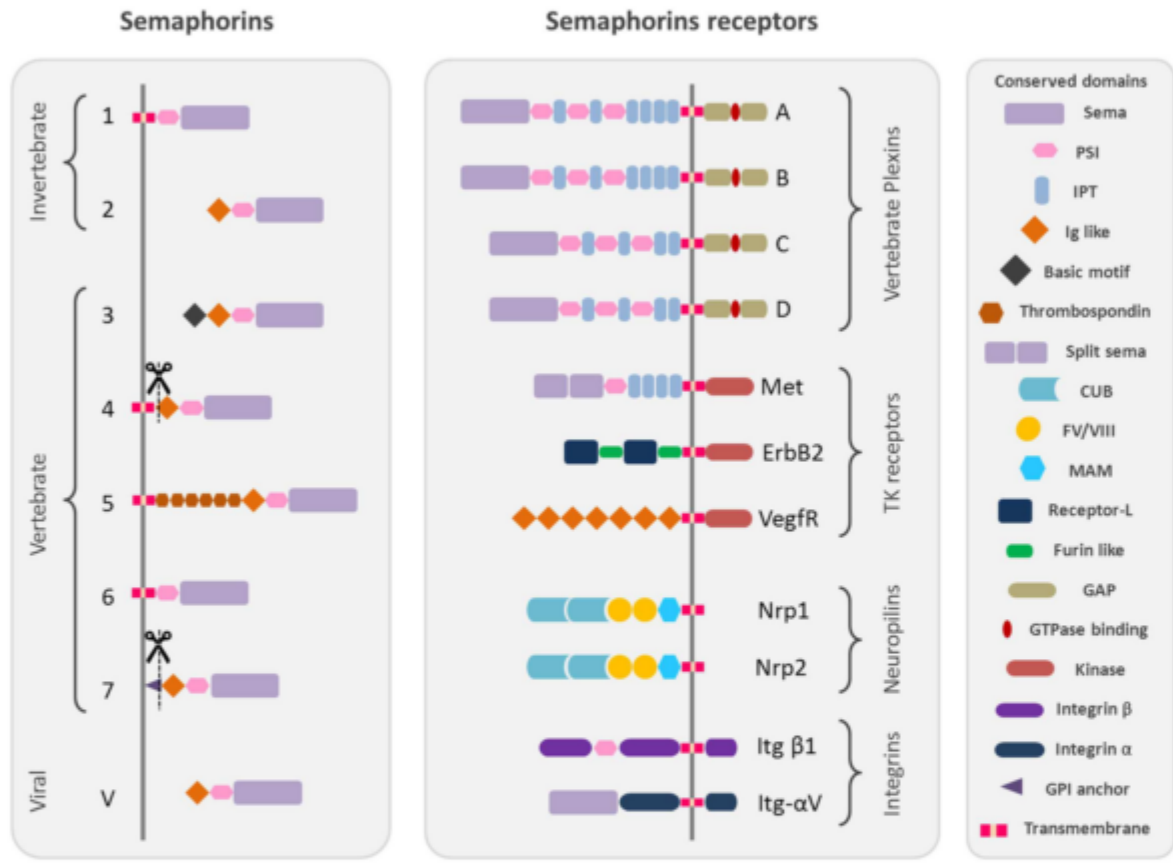 Semaphorins
Semaphorins receptors
Invertebrate
1
2
Vertebrate
3
4
5
6
7
Viral
V
A
B
C
D
Vertebrate Plexins
Met
ErbB2
VegfR
TK receptors
Nrp1
Nrp2
Neuropilins
Itg β1
Itg-αV
Integrins
Conserved domains
Sema
PSI
IPT
Ig like
Basic motif
Thrombospondin
Split sema
CUB
FV/VIII
MAM
Receptor-L
Furin like
GAP
GTPase binding
Kinase
Integrin β
Integrin α
GPI anchor
Transmembrane